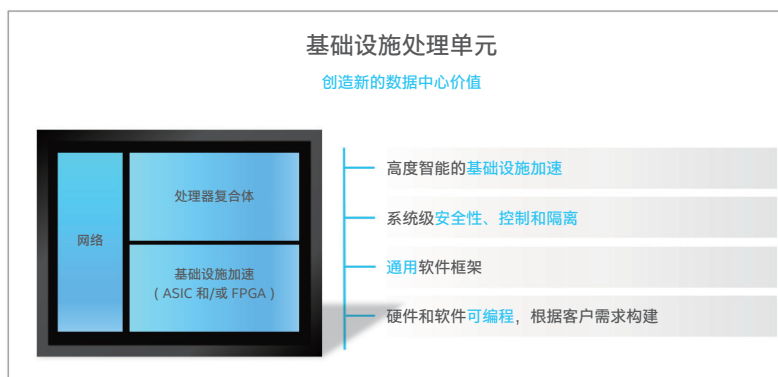 基础设施处理单元
创造新的数据中心价值
网络
处理器复合体
基础设施加速
( ASIC 和/或 FPGA )
高度智能的基础设施加速
系统级安全性、控制和隔离
通用软件框架
硬件和软件可编程，根据客户需求构建